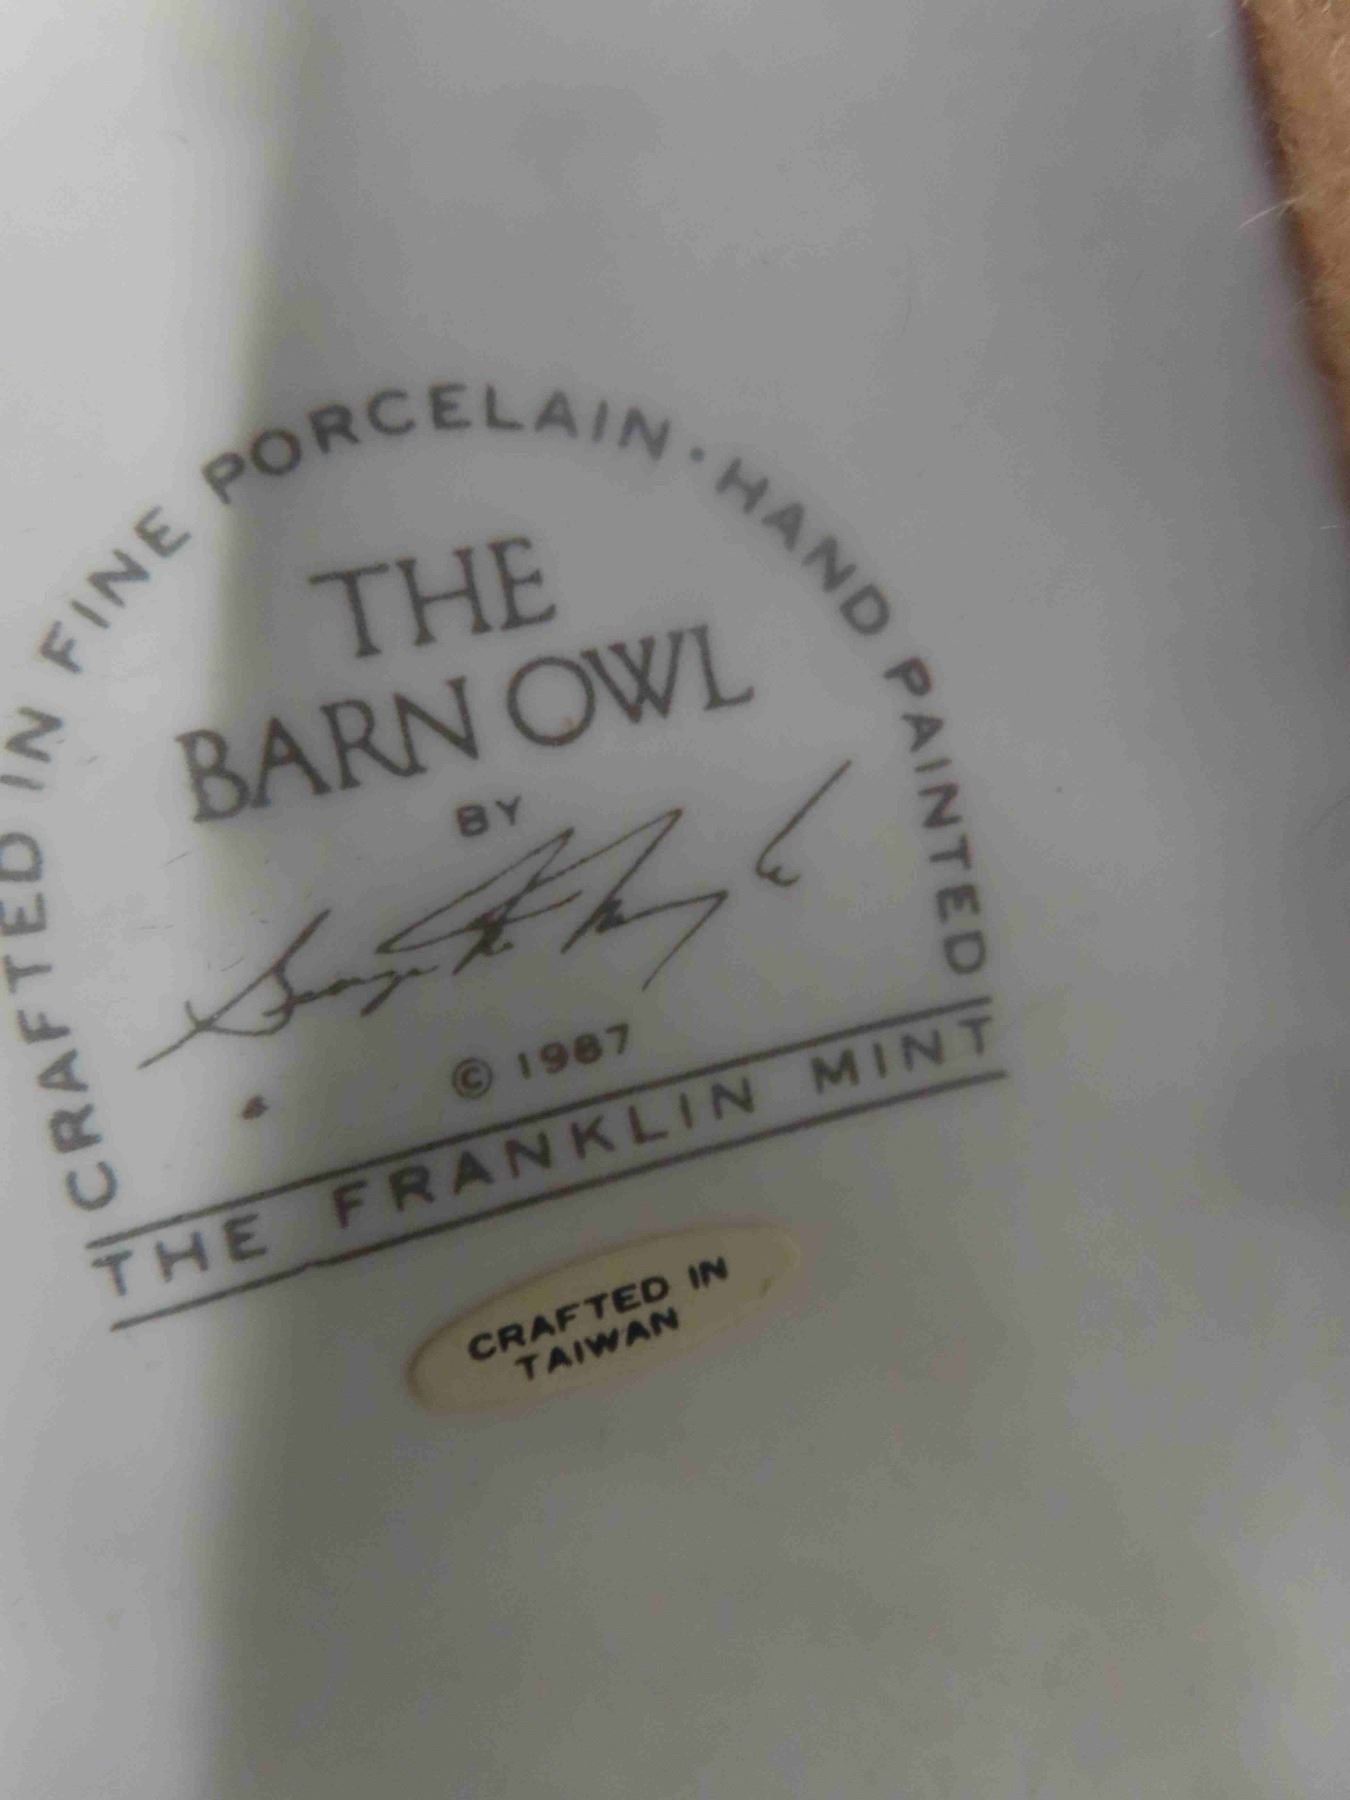 CRAFTED IN FINE PORCELAIN · HAND PAINTED
THE
BARN OWL
BY
© 1987
THE FRANKLIN MINT
CRAFTED IN
TAIWAN